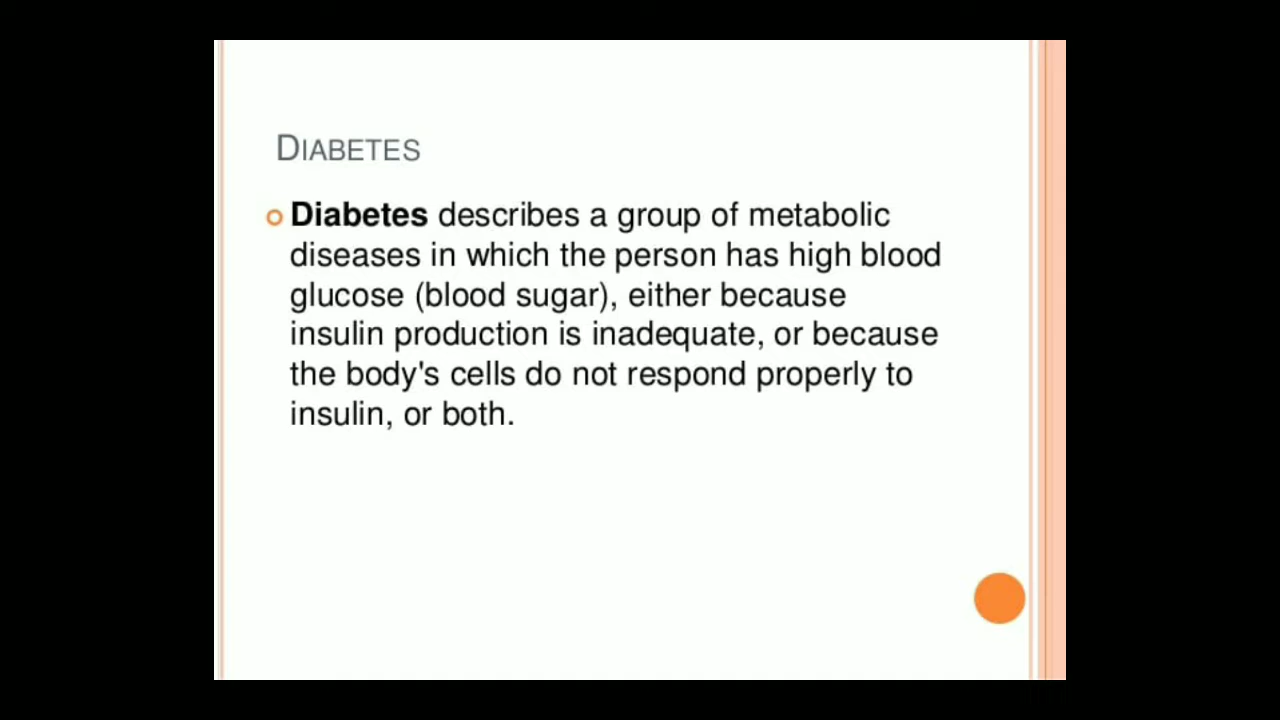 DIABETES
Diabetes describes a group of metabolic
diseases in which the person has high blood
glucose (blood sugar), either because
insulin production is inadequate, or because
the body's cells do not respond properly to
insulin, or both.